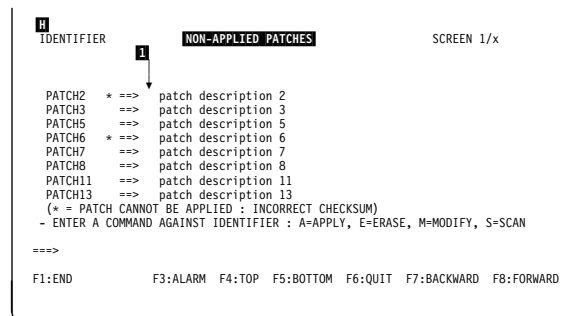 H
IDENTIFIER NON-APPLIED PATCHES SCREEN 1/x
1
PATCH2 * ==> patch description 2
PATCH3 ==> patch description 3
PATCH5 ==> patch description 5
PATCH6 * ==> patch description 6
PATCH7 ==> patch description 7
PATCH8 ==> patch description 8
PATCH11 ==> patch description 11
PATCH13 ==> patch description 13
(* = PATCH CANNOT BE APPLIED : INCORRECT CHECKSUM)
- ENTER A COMMAND AGAINST IDENTIFIER : A=APPLY, E=ERASE, M=MODIFY, S=SCAN
===>
F1:END F3:ALARM F4:TOP F5:BOTTOM F6:QUIT F7:BACKWARD F8:FORWARD